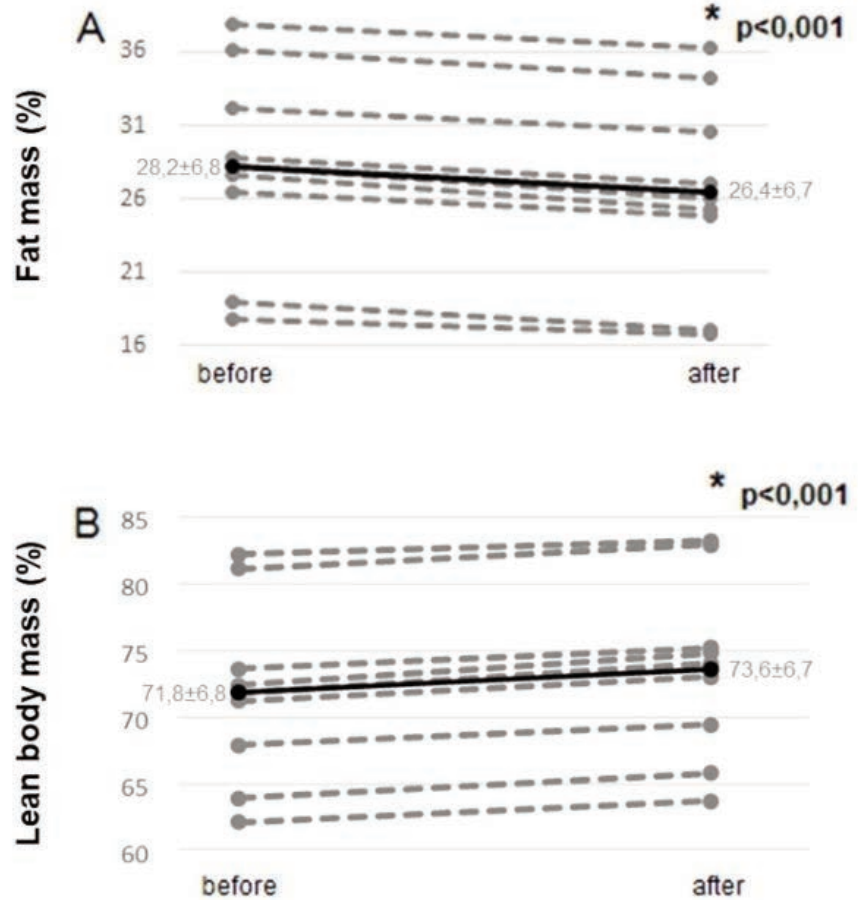 A
* p<0,001
Fat mass (%)
36
31
28,2±6,8
26,4±6,7
26
21
16
before after
B
* p<0,001
Lean body mass (%)
85
80
75
71,8±6,8
73,6±6,7
70
65
60
before after